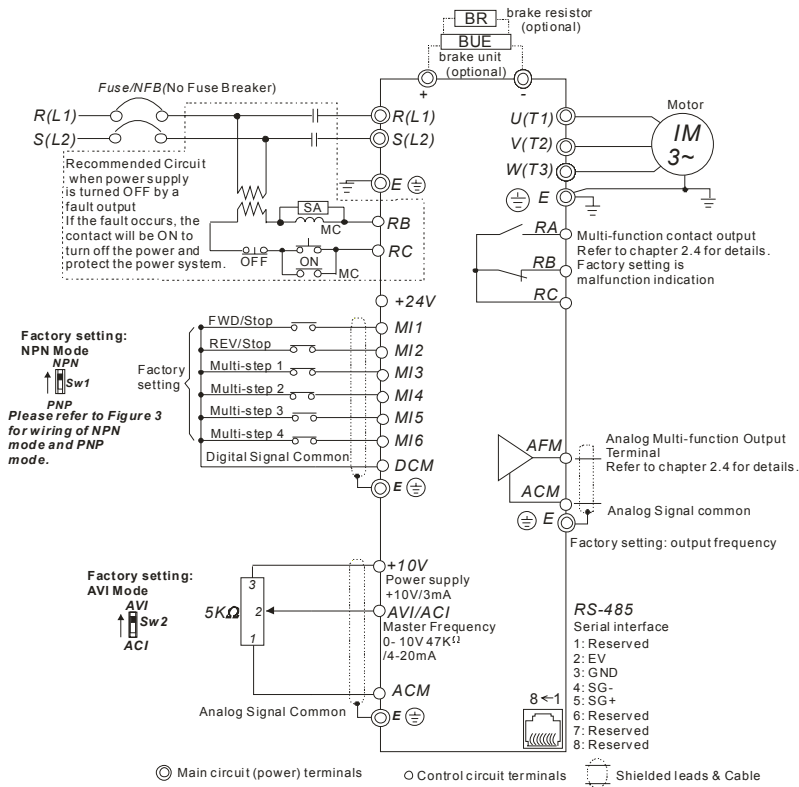 BR
brake resistor
(optional)
BUE
brake unit
(optional)
+
-
Fuse/NFB(No Fuse Breaker)
R(L1)
S(L2)
R(L1)
S(L2)
E
Recommended Circuit
when power supply
is turned OFF by a
fault output
If the fault occurs, the
contact will be ON to
turn off the power and
protect the power system.
SA
MC
RB
OFF
ON
MC
RC
U(T1)
V(T2)
W(T3)
E
Motor
IM
3~
RA
RB
RC
Multi-function contact output
Refer to chapter 2.4 for details.
Factory setting is
malfunction indication
+24V
Factory setting:
NPN Mode
NPN
Sw1
PNP
Please refer to Figure 3
for wiring of NPN
mode and PNP
mode.
Factory
setting
FWD/Stop
REV/Stop
Multi-step 1
Multi-step 2
Multi-step 3
Multi-step 4
Digital Signal Common
MI1
MI2
MI3
MI4
MI5
MI6
DCM
E
AFM
Analog Multi-function Output
Terminal
Refer to chapter 2.4 for details.
ACM
Analog Signal common
E
Factory setting: output frequency
Factory setting:
AVI Mode
AVI
Sw2
ACI
5KΩ
3
2
1
+10V
Power supply
+10V/3mA
AVI/ACI
Master Frequency
0- 10V 47KΩ
/4-20mA
ACM
Analog Signal Common
E
RS-485
Serial interface
1: Reserved
2: EV
3: GND
4: SG-
5: SG+
6: Reserved
7: Reserved
8: Reserved
8←1
Main circuit (power) terminals
Control circuit terminals
Shielded leads & Cable